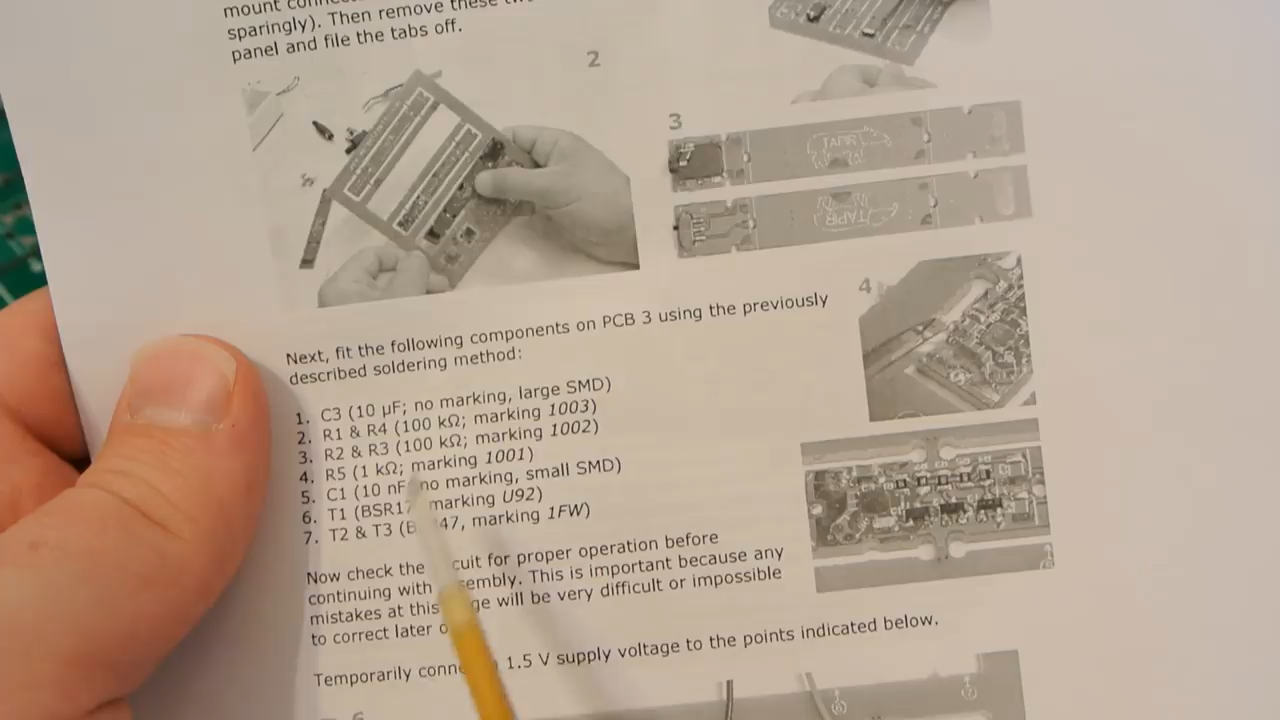 mount
sparingly). Then remove these
panel and file the tabs off.
2
3
TAPIR
TAPIR
4
Next, fit the following components on PCB 3 using the previously
described soldering method:
1. C3 (10 µF; no marking, large SMD)
2. R1 & R4 (100 kΩ; marking 1003)
3. R2 & R3 (100 kΩ; marking 1002)
4. R5 (1 kΩ; marking 1001)
5. C1 (10 nF no marking, small SMD)
6. T1 (BSR17 marking U92)
7. T2 & T3 (B 47, marking 1FW)
Now check the cuit for proper operation before
continuing with sembly. This is important because any
mistakes at this ge will be very difficult or impossible
to correct later
Temporarily conne 1.5 V supply voltage to the points indicated below.
6